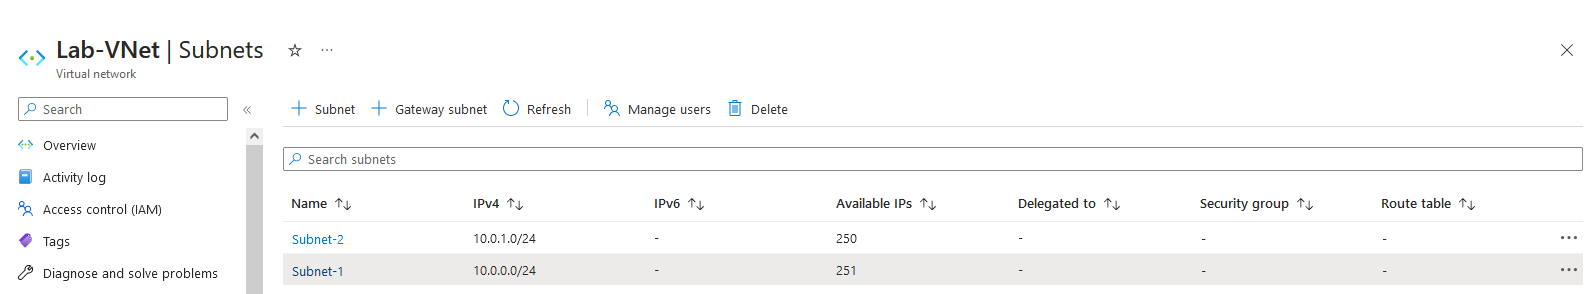 Lab-VNet | Subnets ☆ ···
Virtual network
Search «
+ Subnet + Gateway subnet Refresh Manage users Delete
Overview
Activity log
Access control (IAM)
Tags
Diagnose and solve problems
Search subnets
Name ↑↓ IPv4 ↑↓ IPv6 ↑↓ Available IPs ↑↓ Delegated to ↑↓ Security group ↑↓ Route table ↑↓
Subnet-2 10.0.1.0/24 - 250 - - - ···
Subnet-1 10.0.0.0/24 - 251 - - - ···